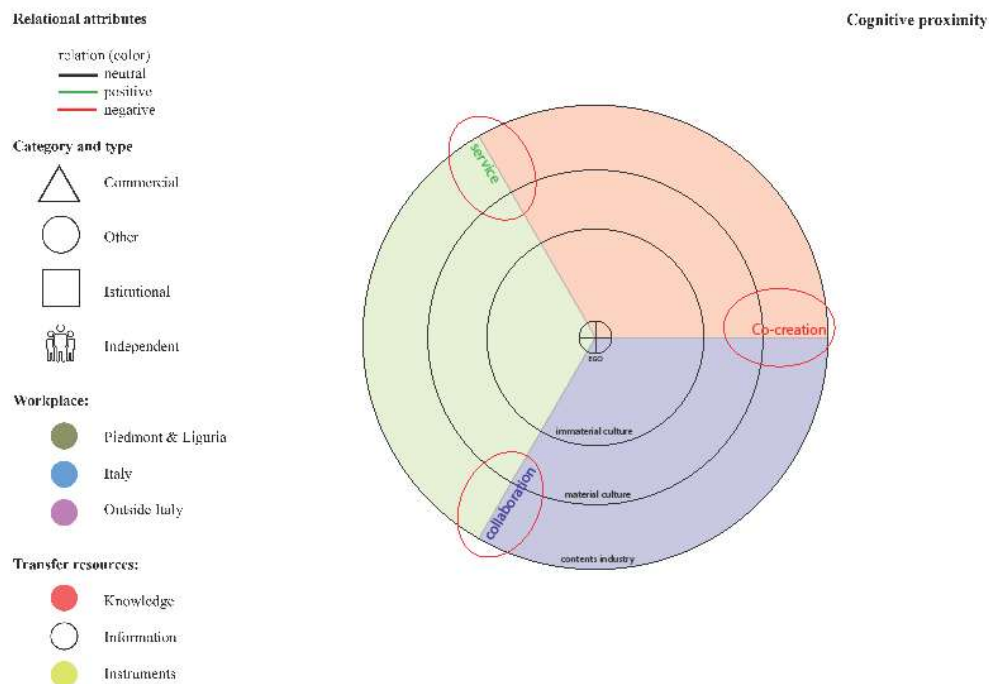 Relational attributes
Cognitive proximity
relation (color)
neutral
positive
negative
Category and type
Commercial
Other
Istitutional
Independent
Workplace:
Piedmont & Liguria
Italy
Outside Italy
Transfer resources:
Knowledge
Information
Instruments
service
Co-creation
EGO
immaterial culture
collaboration
material culture
contents industry